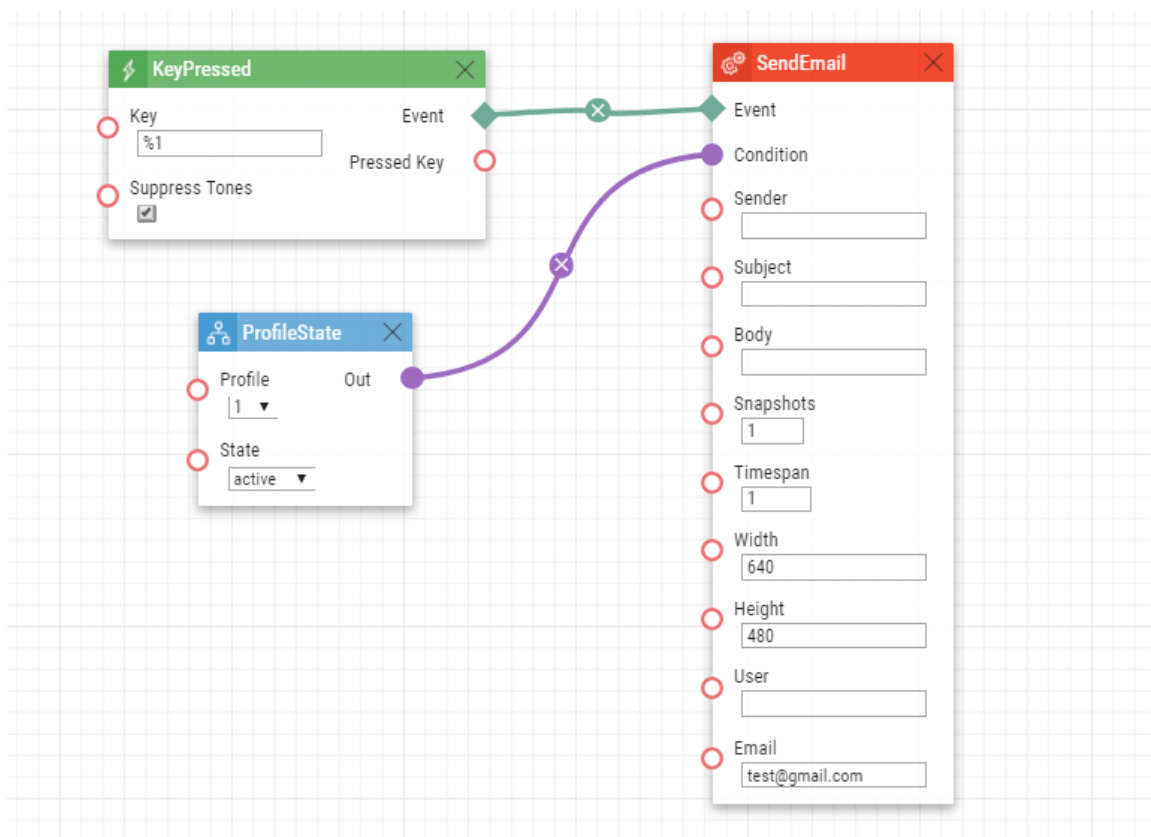 KeyPressed
Key
%1
Suppress Tones
Event
Pressed Key
ProfileState
Profile
1
State
active
Out
SendEmail
Event
Condition
Sender
Subject
Body
Snapshots
1
Timespan
1
Width
640
Height
480
User
Email
test@gmail.com